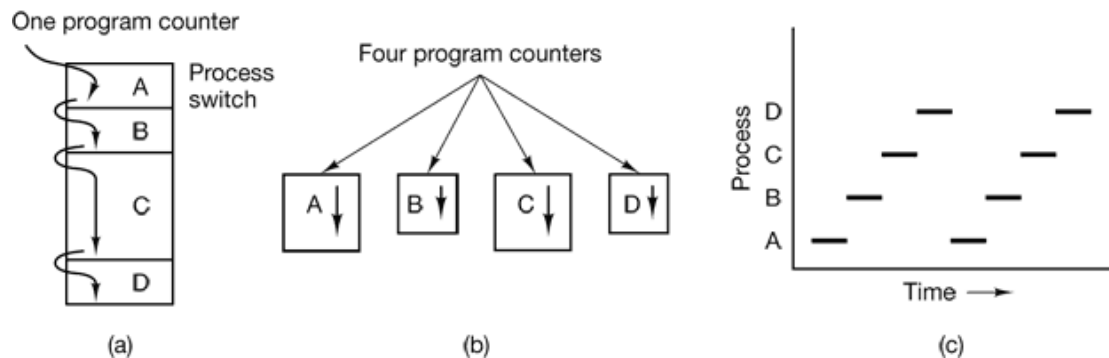 One program counter
A
Process
switch
B
C
D
(a)
Four program counters
A
B
C
D
(b)
Process
D
C
B
A
Time
(c)